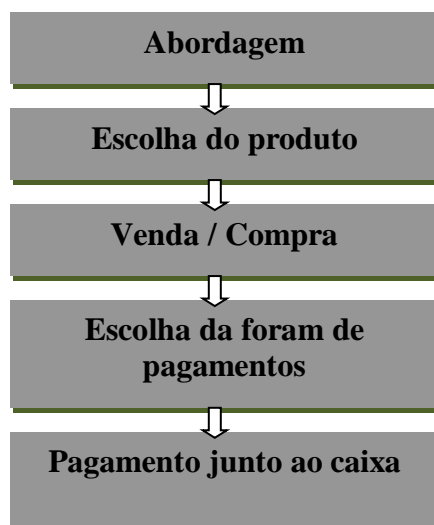 Abordagem
Escolha do produto
Venda / Compra
Escolha da foram de
pagamentos
Pagamento junto ao caixa